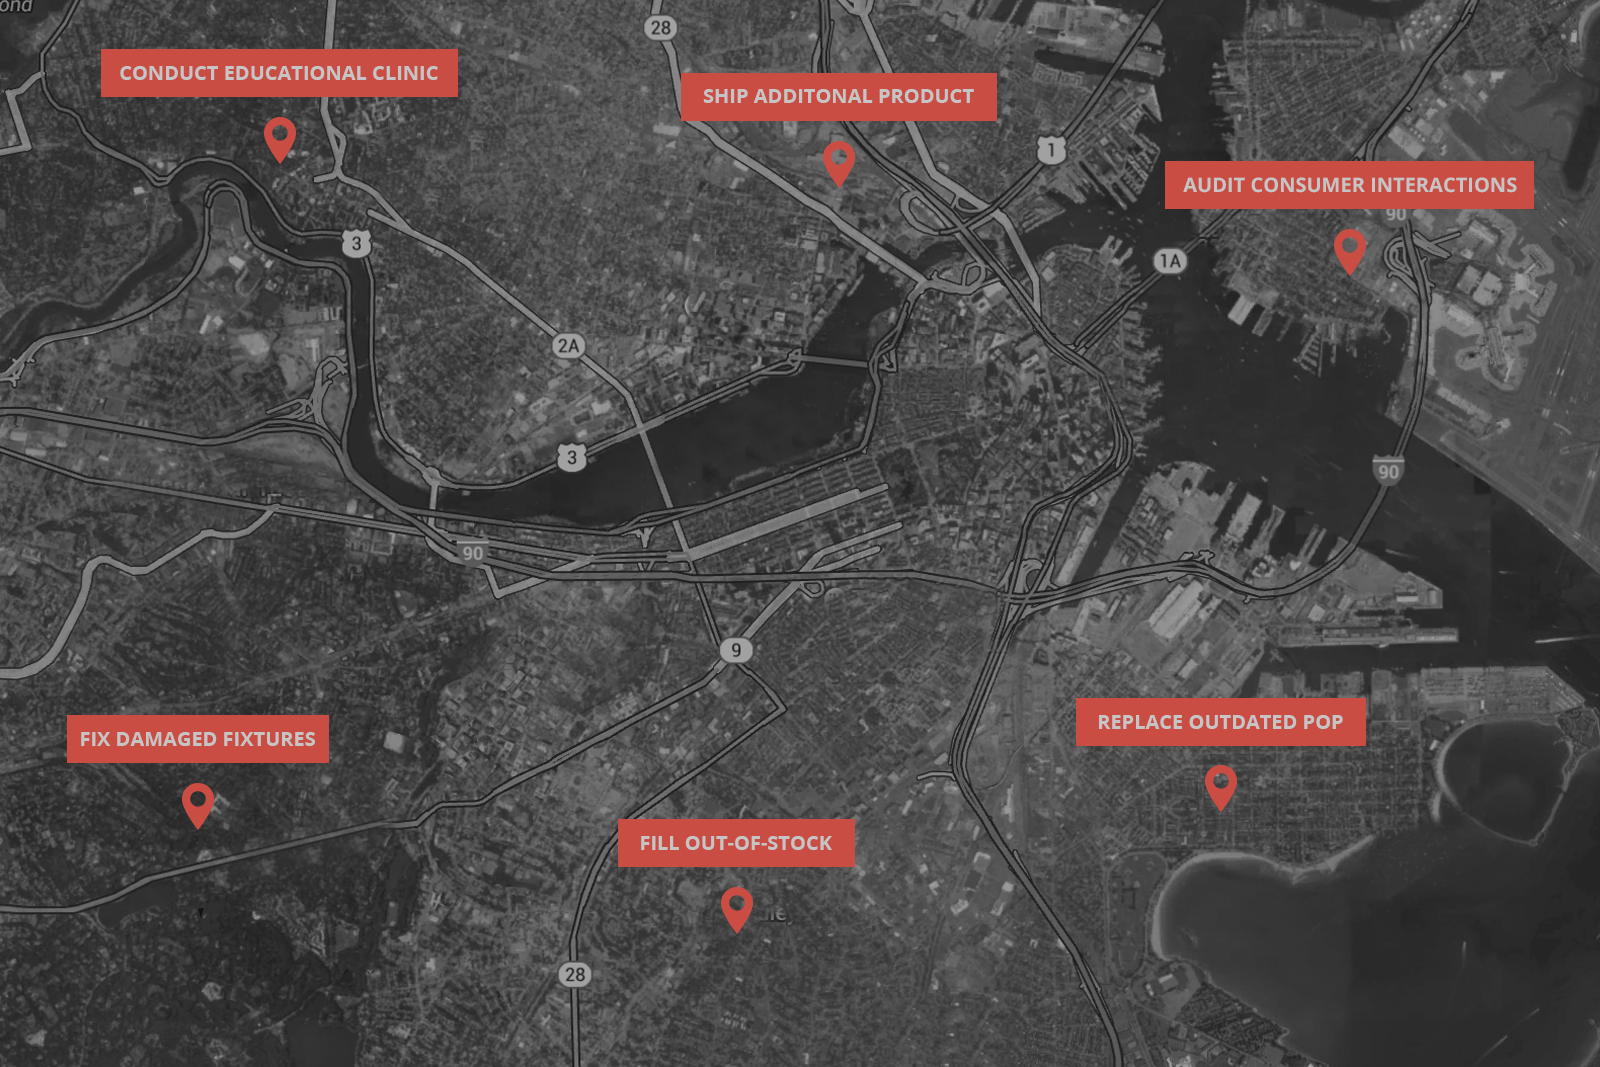 ond
28
CONDUCT EDUCATIONAL CLINIC
SHIP ADDITONAL PRODUCT
1
AUDIT CONSUMER INTERACTIONS
90
3
1A
2A
3
90
90
9
REPLACE OUTDATED POP
FIX DAMAGED FIXTURES
FILL OUT-OF-STOCK
28